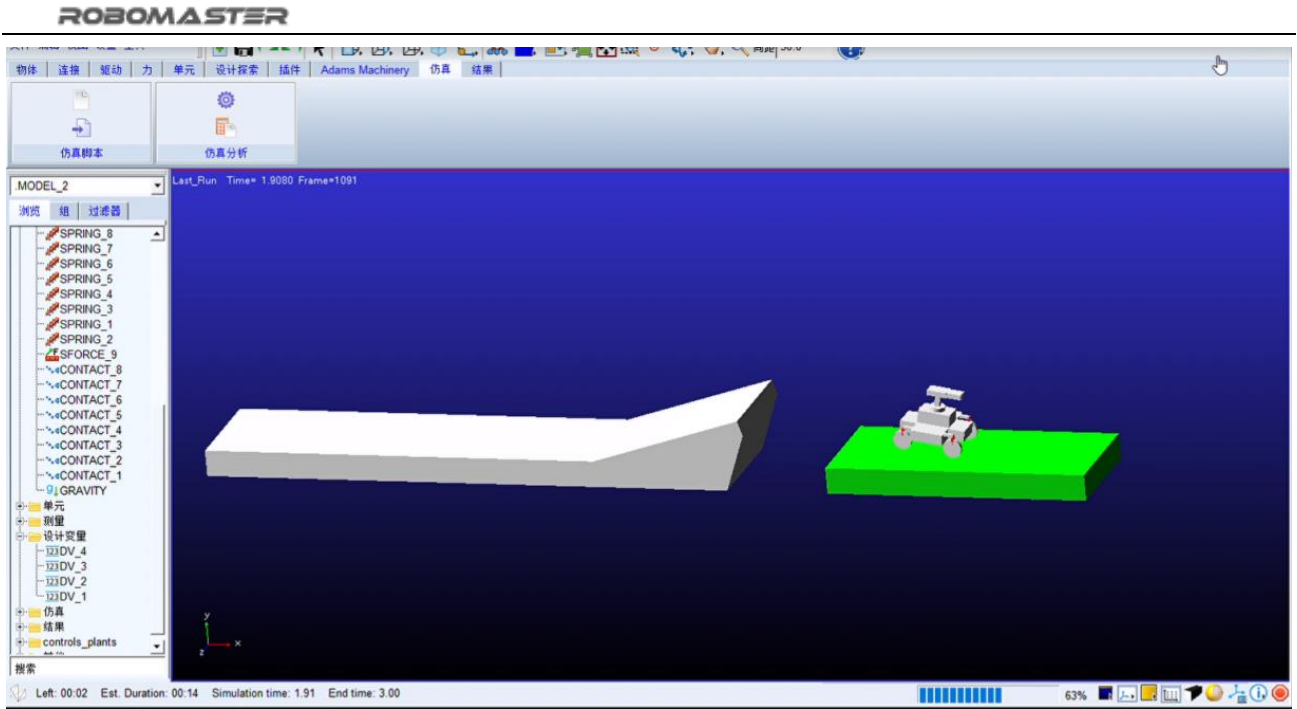 ROBOMASTER
间距 50.0
物体 连接 驱动 力 单元 设计探索 插件 Adams Machinery 仿真 结果
仿真脚本 仿真分析
.MODEL_2
Last_Run Time= 1.9080 Frame=1091
浏览 组 过滤器
SPRING_8
SPRING_7
SPRING_6
SPRING_5
SPRING_4
SPRING_3
SPRING_1
SPRING_2
SFORCE_9
CONTACT_8
CONTACT_7
CONTACT_6
CONTACT_5
CONTACT_4
CONTACT_3
CONTACT_2
CONTACT_1
GRAVITY
单元
测量
设计变量
DV_4
DV_3
DV_2
DV_1
仿真
结果
controls_plants
y
x
z
搜索
Left: 00:02 Est. Duration: 00:14 Simulation time: 1.91 End time: 3.00 63%